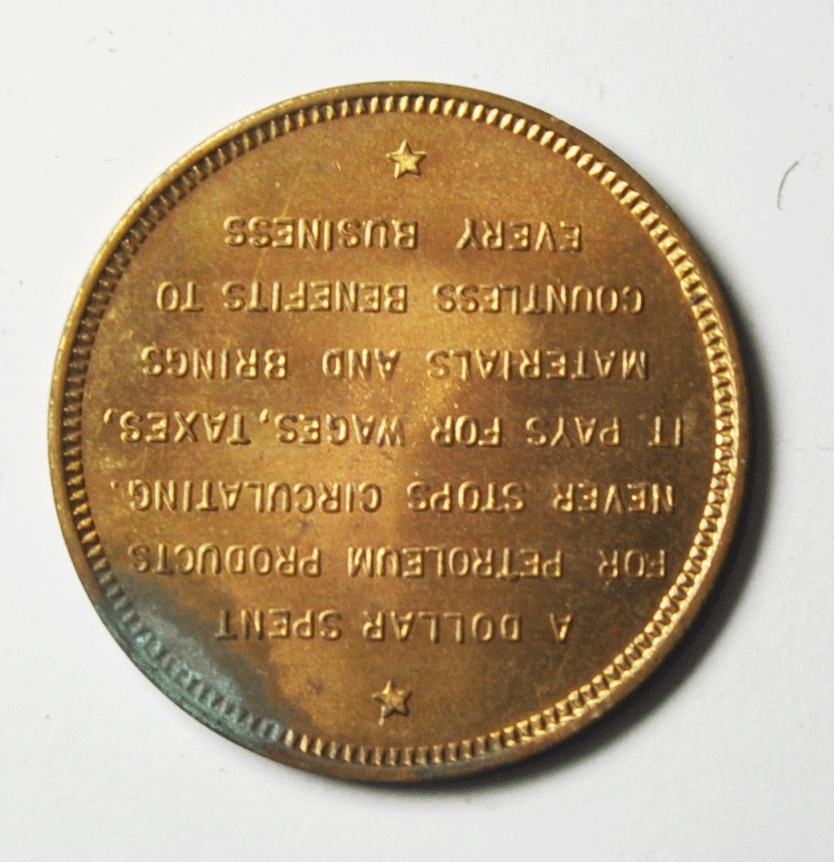 A DOLLAR SPENT
FOR PETROLEUM PRODUCTS
NEVER STOPS CIRCULATING.
IT PAYS FOR WAGES, TAXES,
MATERIALS AND BRINGS
COUNTLESS BENEFITS TO
EVERY BUSINESS